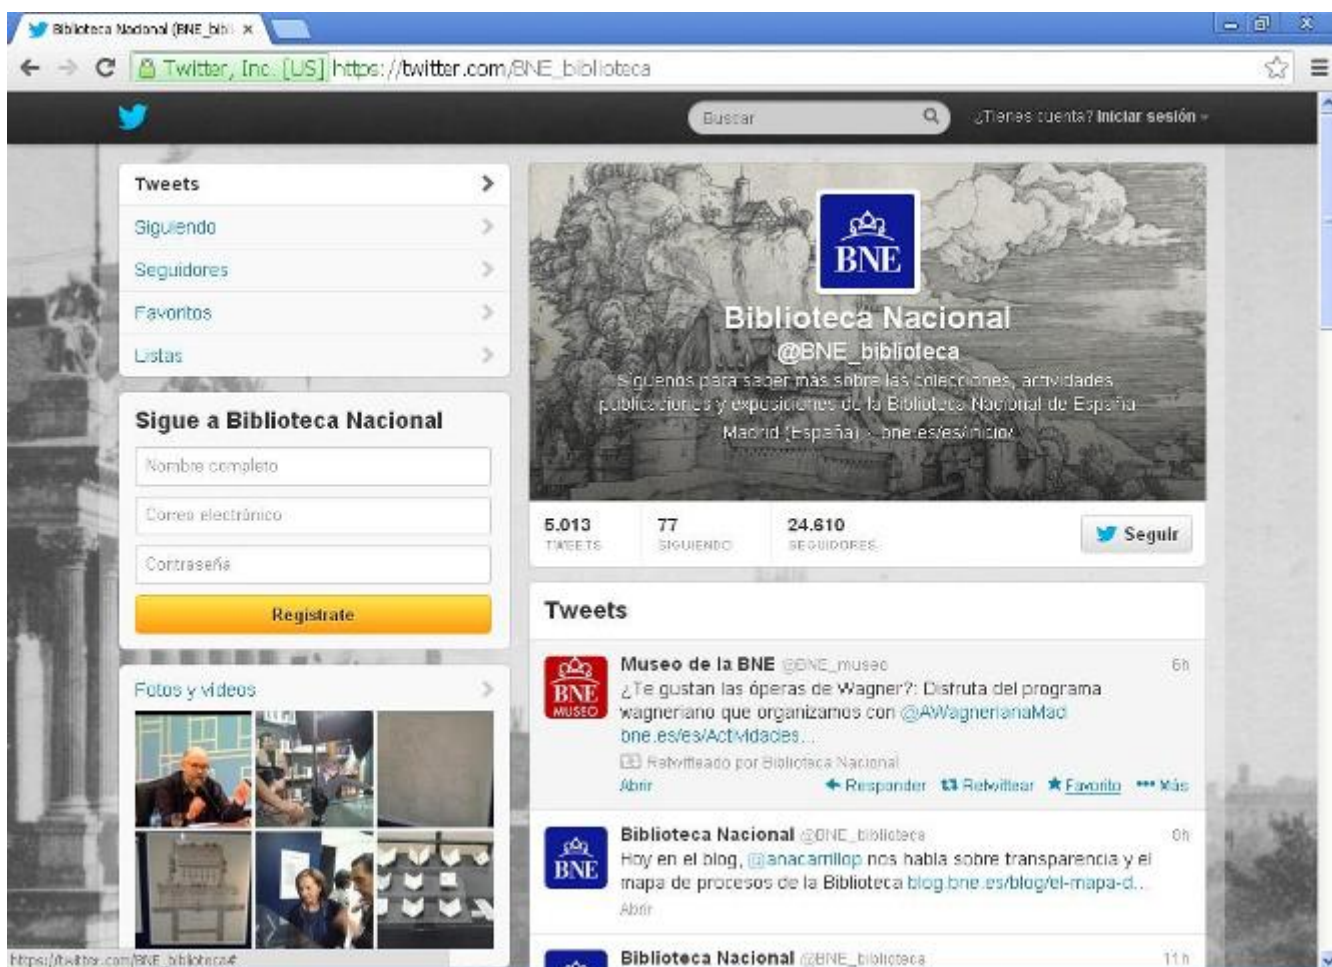 Biblioteca Nacional (BNE_bibli
Twitter, Inc. [US] https://twitter.com/BNE_biblioteca
Buscar
¿Tienes cuenta? Iniciar sesión
Tweets
Siguiendo
Seguidores
Favoritos
Listas
Sigue a Biblioteca Nacional
Nombre completo
Correo electrónico
Contraseña
Regístrate
Fotos y videos
BNE
Biblioteca Nacional
@BNE_biblioteca
Síguenos para saber más sobre las colecciones, actividades,
publicaciones y exposiciones de la Biblioteca Nacional de España
Madrid (España) · bne.es/es/Inicio/
5.013 77 24.610
TWEETS SIGUIENDO SEGUIDORES
Seguir
Tweets
BNE
MUSEO
Museo de la BNE @BNE_museo 6h
¿Te gustan las óperas de Wagner?: Disfruta del programa
wagneriano que organizamos con @AWagnerianaMad
bne.es/es/Actividades...
Retwitteado por Biblioteca Nacional
Abrir Responder Retwittear Favorito Más
BNE
Biblioteca Nacional @BNE_biblioteca
Hoy en el blog, @anacarrillop nos habla sobre transparencia y el
mapa de procesos de la Biblioteca blog.bne.es/blog/el-mapa-d...
Abrir
Biblioteca Nacional @BNE_biblioteca 11h
https://twitter.com/BNE_biblioteca#